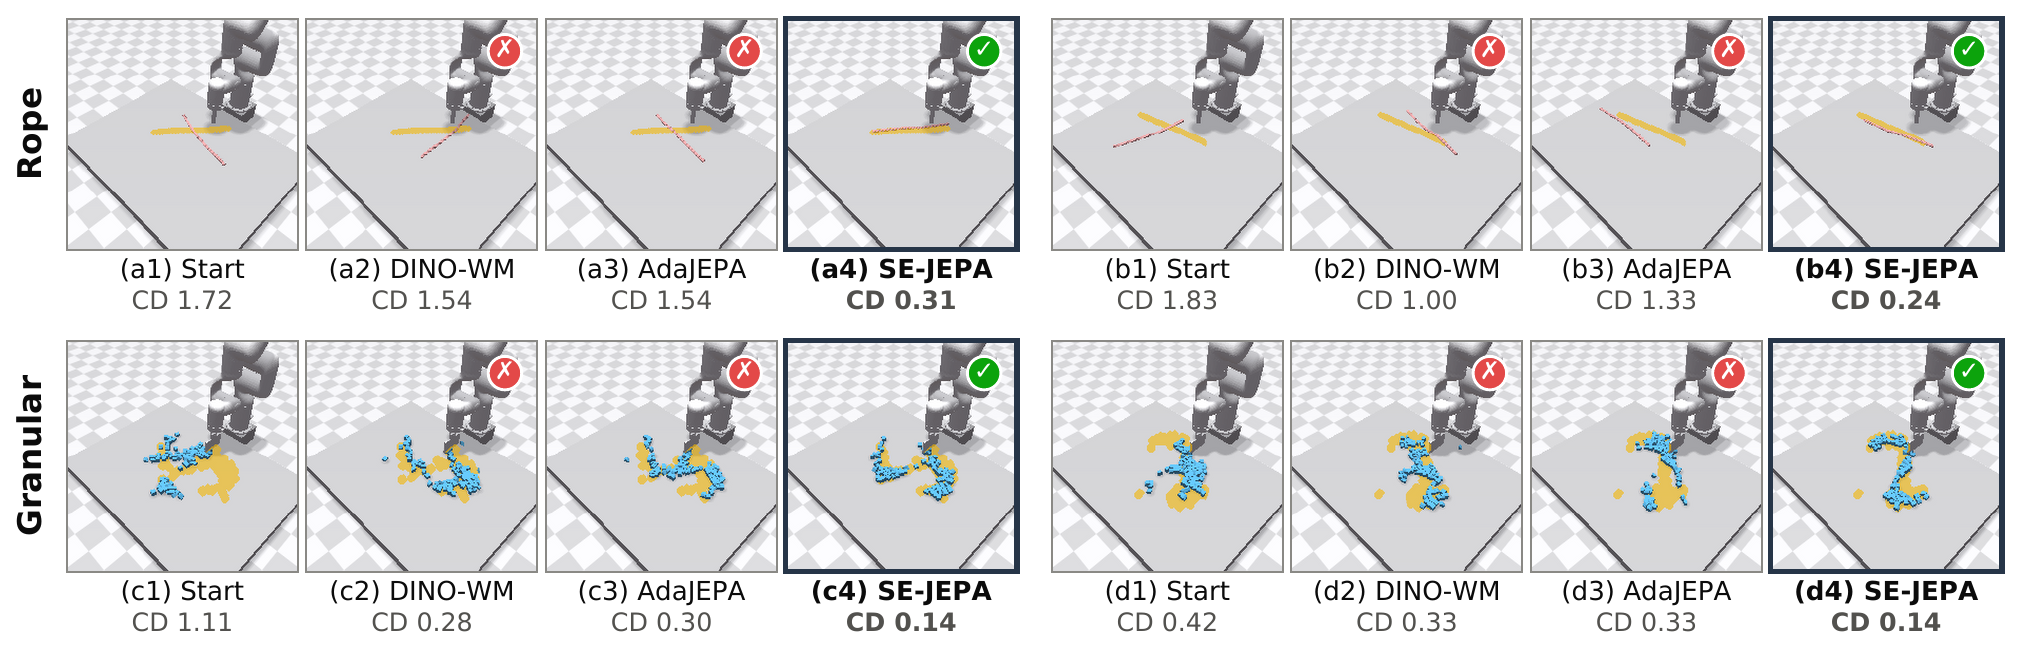 Rope
✗ ✗ ✓ ✗ ✗ ✓
(a1) Start (a2) DINO-WM (a3) AdaJEPA (a4) SE-JEPA (b1) Start (b2) DINO-WM (b3) AdaJEPA (b4) SE-JEPA
CD 1.72 CD 1.54 CD 1.54 CD 0.31 CD 1.83 CD 1.00 CD 1.33 CD 0.24
Granular
✗ ✗ ✓ ✗ ✗ ✓
(c1) Start (c2) DINO-WM (c3) AdaJEPA (c4) SE-JEPA (d1) Start (d2) DINO-WM (d3) AdaJEPA (d4) SE-JEPA
CD 1.11 CD 0.28 CD 0.30 CD 0.14 CD 0.42 CD 0.33 CD 0.33 CD 0.14